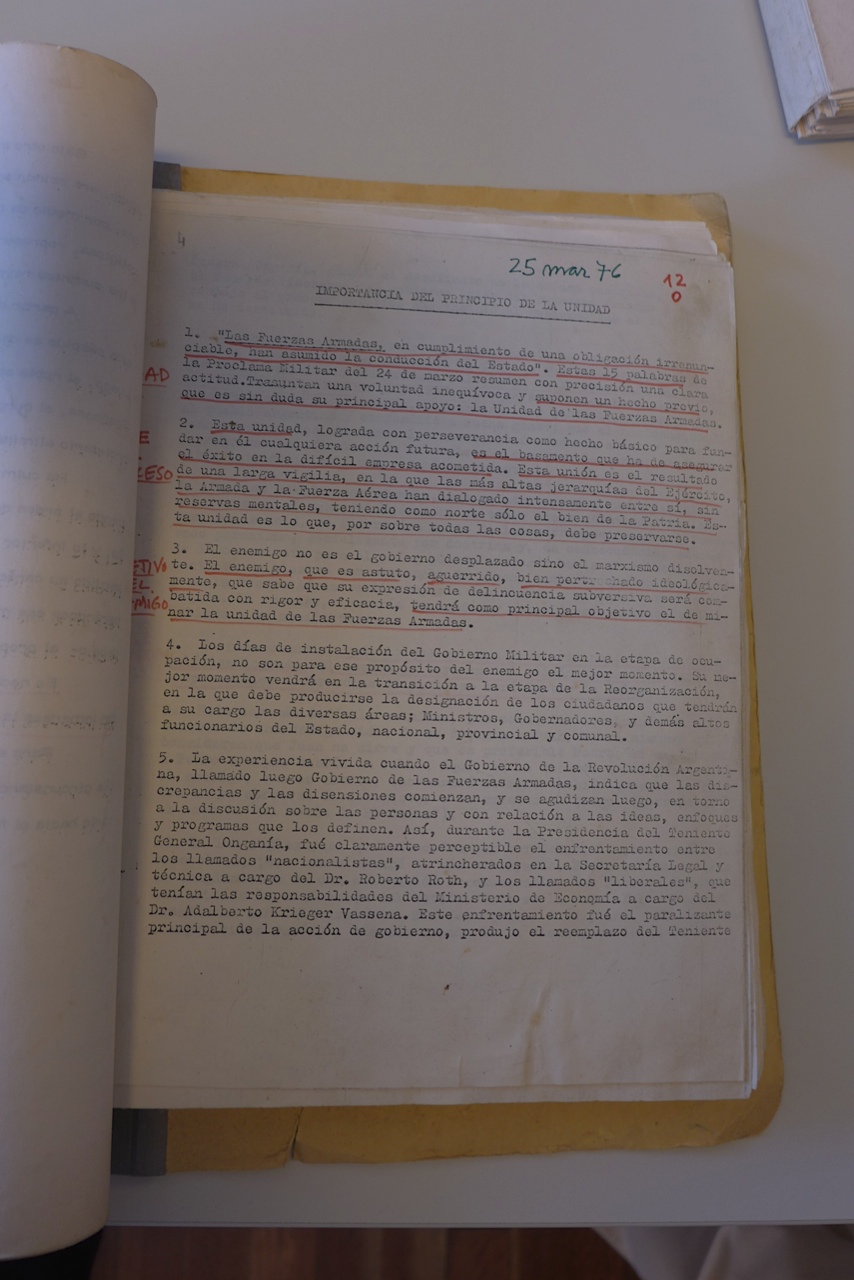 4
25 mar 76
12
0
IMPORTANCIA DEL PRINCIPIO DE LA UNIDAD
1. "Las Fuerzas Armadas, en cumplimiento de una obligación irrenun-
ciable, han asumido la conducción del Estado". Estas 15 palabras de
la Proclama Militar del 24 de marzo resumen con precisión una clara
actitud.Trasuntan una voluntad inequívoca y suponen un hecho previo,
que es sin duda su principal apoyo: la Unidad de las Fuerzas Armadas.
AD
2. Esta unidad, lograda con perseverancia como hecho básico para fun-
dar en él cualquiera acción futura, es el basamento que ha de asegurar
el éxito en la difícil empresa acometida. Esta unión es el resultado
de una larga vigilia, en la que las más altas jerarquías del Ejército,
la Armada y la Fuerza Aérea han dialogado intensamente entre sí, sin
reservas mentales, teniendo como norte sólo el bien de la Patria. Es-
ta unidad es lo que, por sobre todas las cosas, debe preservarse.
E
ESO
3. El enemigo no es el gobierno desplazado sino el marxismo disolven-
te. El enemigo, que es astuto, aguerrido, bien pertrechado ideológica-
mente, que sabe que su expresión de delincuencia subversiva será com-
batida con rigor y eficacia, tendrá como principal objetivo el de mi-
nar la unidad de las Fuerzas Armadas.
ETIVO
EL
MIGO
4. Los días de instalación del Gobierno Militar en la etapa de ocu-
pación, no son para ese propósito del enemigo el mejor momento. Su me-
jor momento vendrá en la transición a la etapa de la Reorganización,
en la que debe producirse la designación de los ciudadanos que tendrán
a su cargo las diversas áreas; Ministros, Gobernadores, y demás altos
funcionarios del Estado, nacional, provincial y comunal.
5. La experiencia vivida cuando el Gobierno de la Revolución Argenti-
na, llamado luego Gobierno de las Fuerzas Armadas, indica que las dis-
crepancias y las disensiones comienzan, y se agudizan luego, en torno
a la discusión sobre las personas y con relación a las ideas, enfoques
y programas que los definen. Así, durante la Presidencia del Teniente
General Onganía, fué claramente perceptible el enfrentamiento entre
los llamados "nacionalistas", atrincherados en la Secretaría Legal y
técnica a cargo del Dr. Roberto Roth, y los llamados "liberales", que
tenían las responsabilidades del Ministerio de Economía a cargo del
Dr. Adalberto Krieger Vassena. Este enfrentamiento fué el paralizante
principal de la acción de gobierno, produjo el reemplazo del Teniente